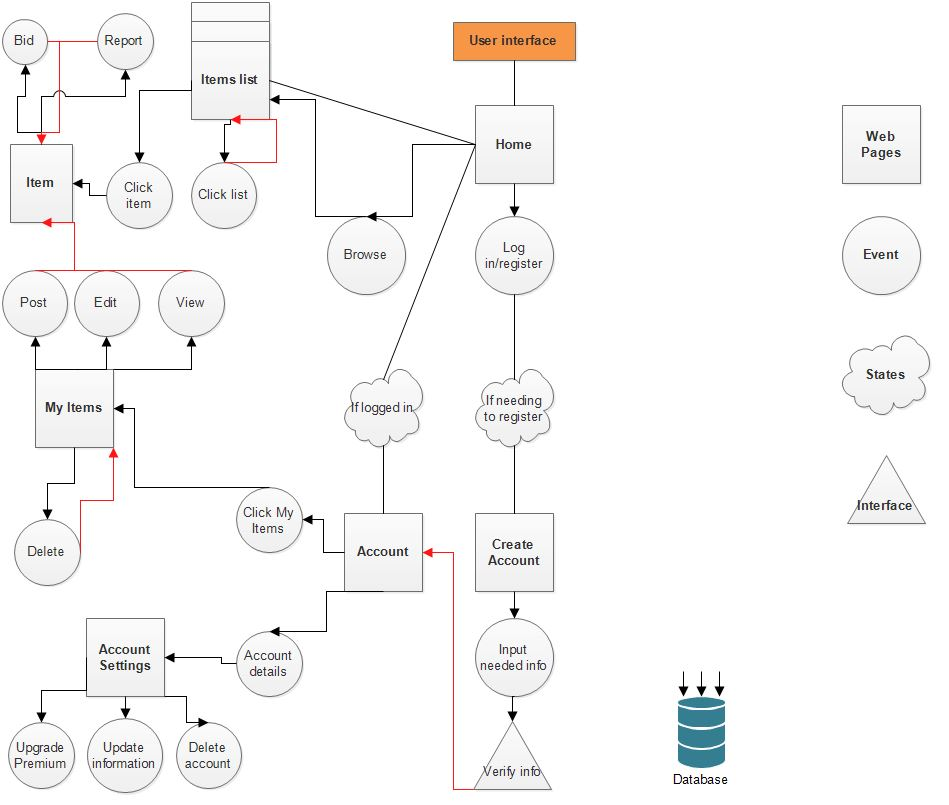 Bid
Report
Items list
User interface
Home
Web
Pages
Item
Click
item
Click list
Browse
Log
in/register
Event
Post
Edit
View
My Items
If logged in
If needing
to register
States
Delete
Click My
Items
Account
Create
Account
Interface
Account
Settings
Account
details
Input
needed info
Upgrade
Premium
Update
information
Delete
account
Verify info
Database